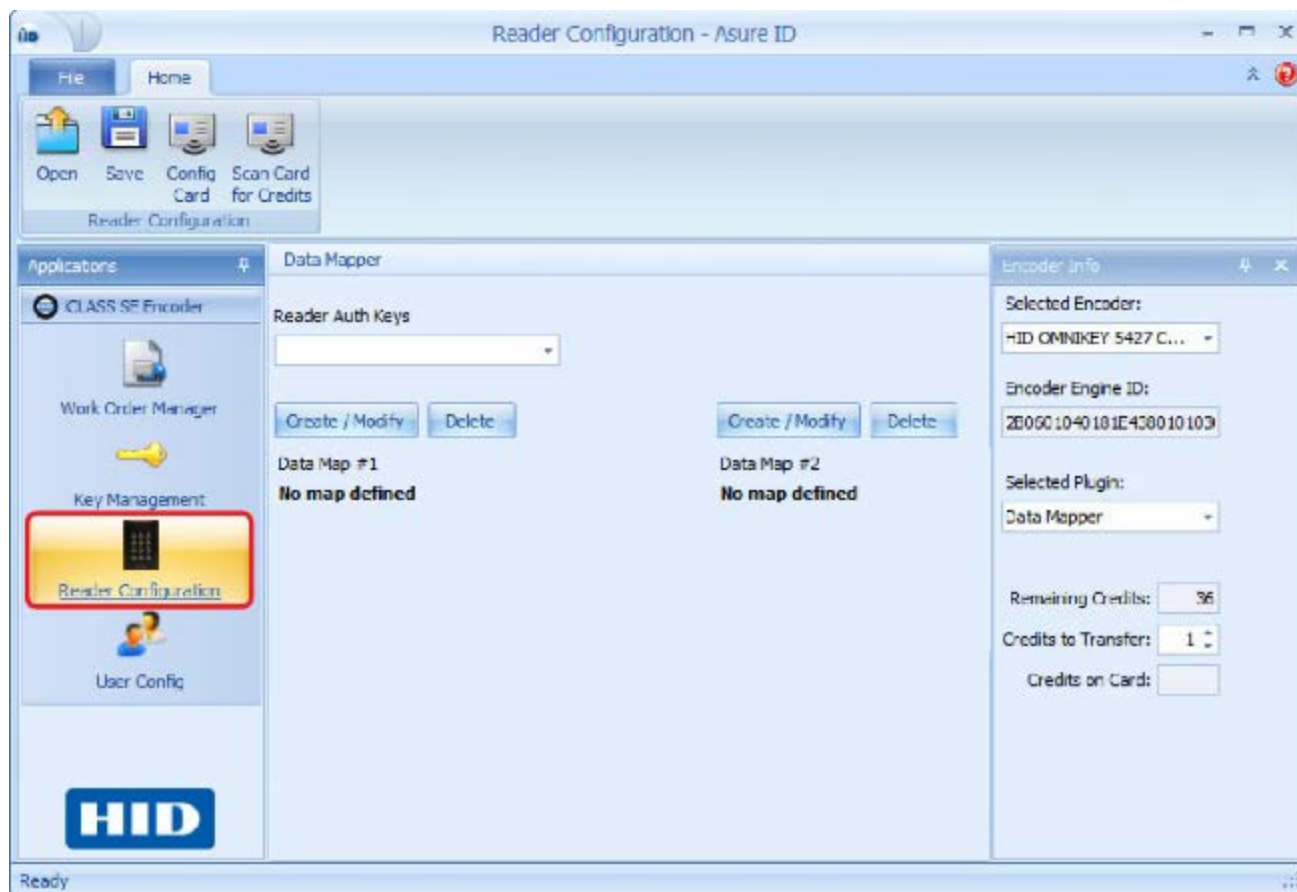 Reader Configuration - Asure ID
File
Home
Open
Save
Config Card
Scan Card for Credits
Reader Configuration
Applications
iCLASS SE Encoder
Work Order Manager
Key Management
Reader Configuration
User Config
HID
Data Mapper
Reader Auth Keys
Create / Modify
Delete
Create / Modify
Delete
Data Map #1
Data Map #2
No map defined
No map defined
Encoder Info
Selected Encoder:
HID OMNIKEY 5427 C...
Encoder Engine ID:
Selected Plugin:
Data Mapper
Remaining Credits: 36
Credits to Transfer: 1
Credits on Card:
Ready